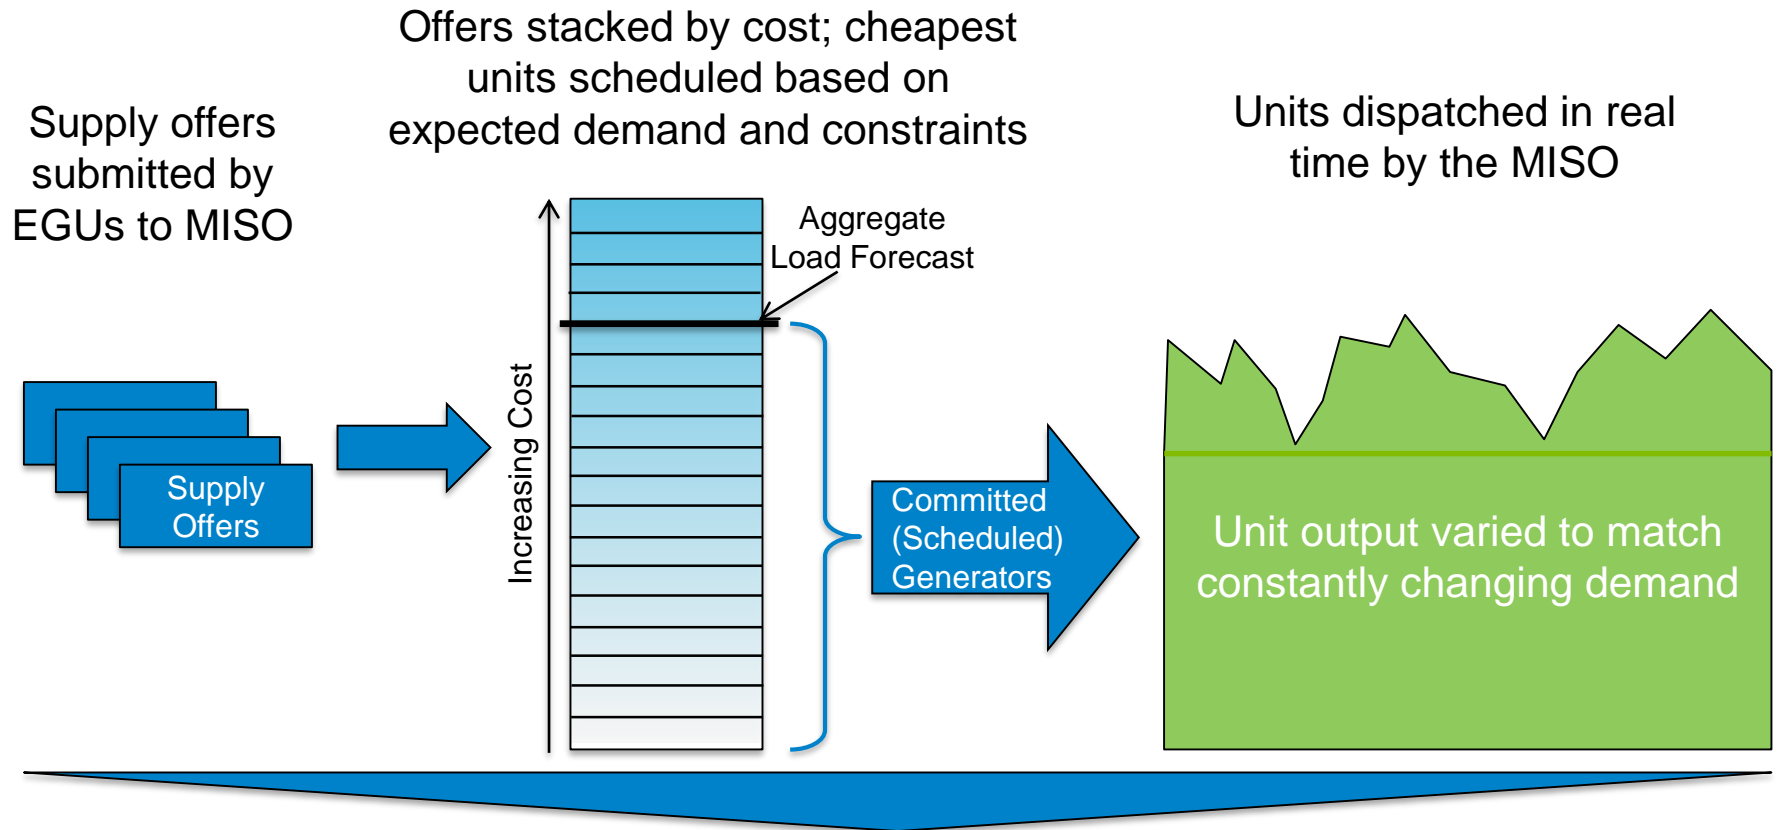 Supply offers
submitted by
EGUs to MISO
Offers stacked by cost; cheapest
units scheduled based on
expected demand and constraints
Units dispatched in real
time by the MISO
Supply
Offers
Increasing Cost
Aggregate
Load Forecast
Committed
(Scheduled)
Generators
Unit output varied to match
constantly changing demand